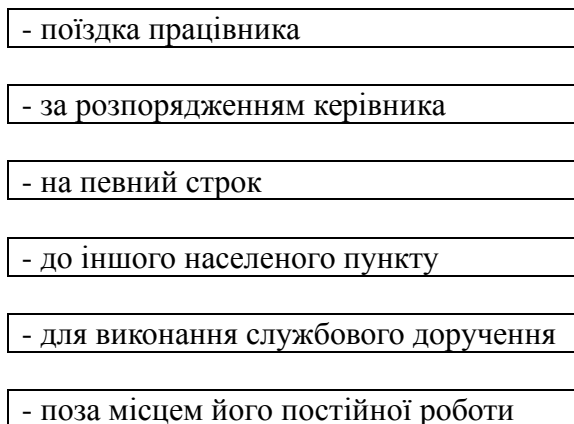 - поїздка працівника
- за розпорядженням керівника
- на певний строк
- до іншого населеного пункту
- для виконання службового доручення
- поза місцем його постійної роботи